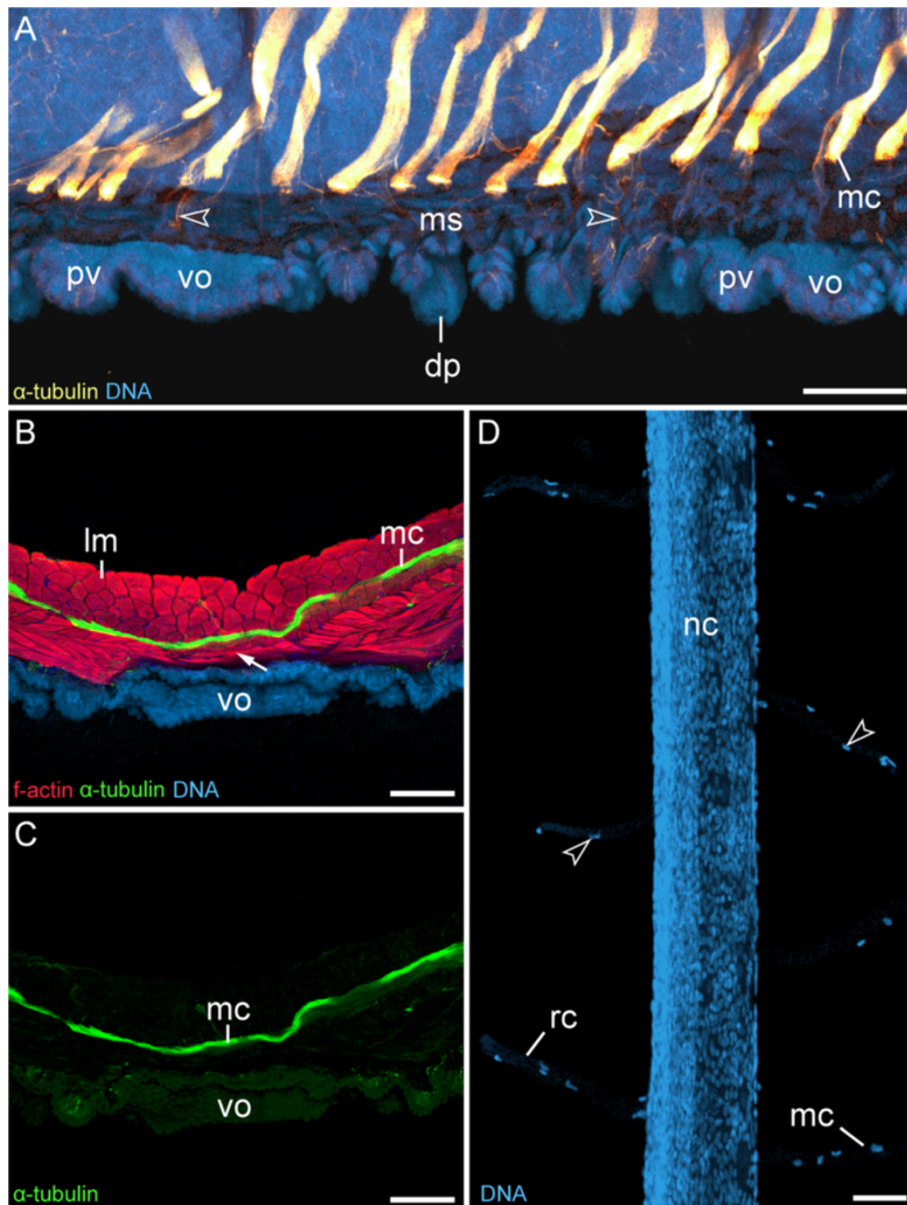 A
mc
ms
pv
vo
pv
vo
dp
α-tubulin DNA
B
lm
mc
vo
f-actin α-tubulin DNA
C
mc
vo
α-tubulin
D
nc
rc
mc
DNA